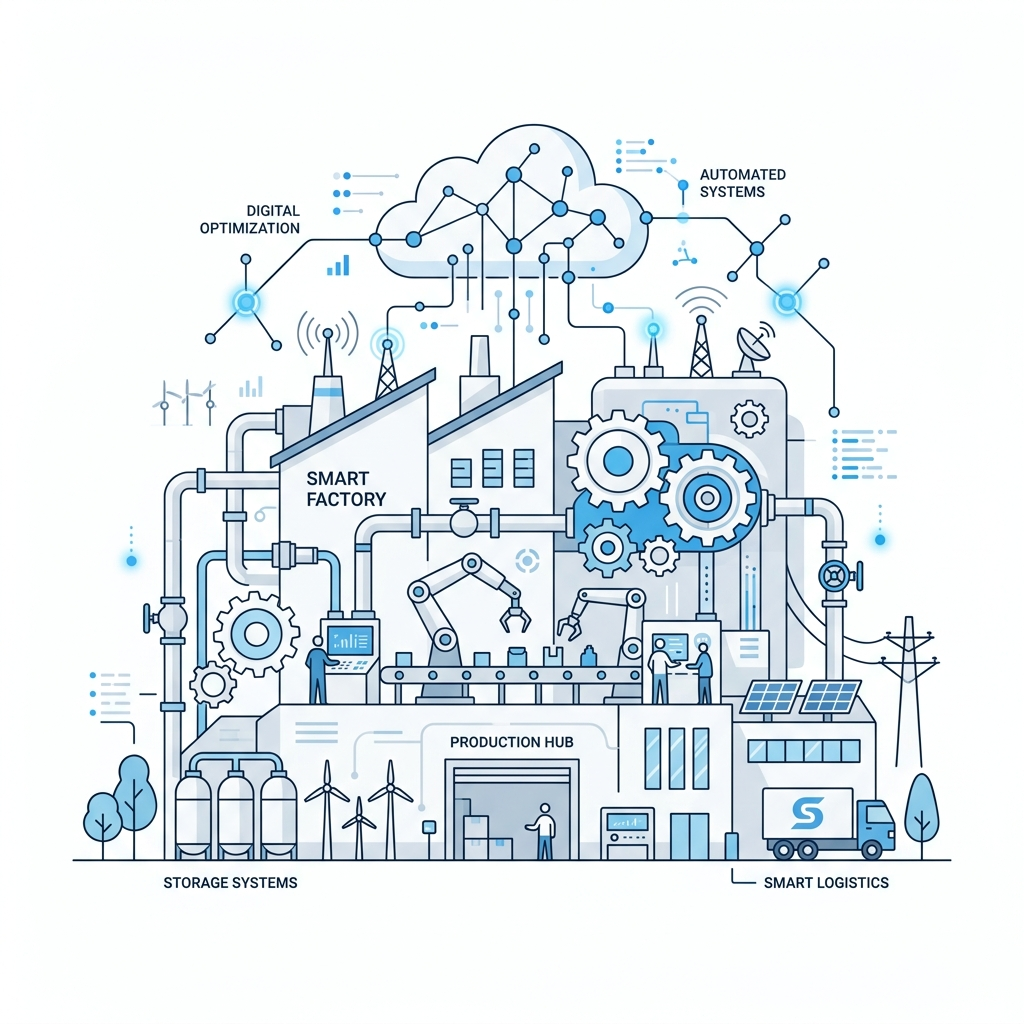 AUTOMATED
SYSTEMS
DIGITAL
OPTIMIZATION
SMART
FACTORY
PRODUCTION HUB
STORAGE SYSTEMS
SMART LOGISTICS
S